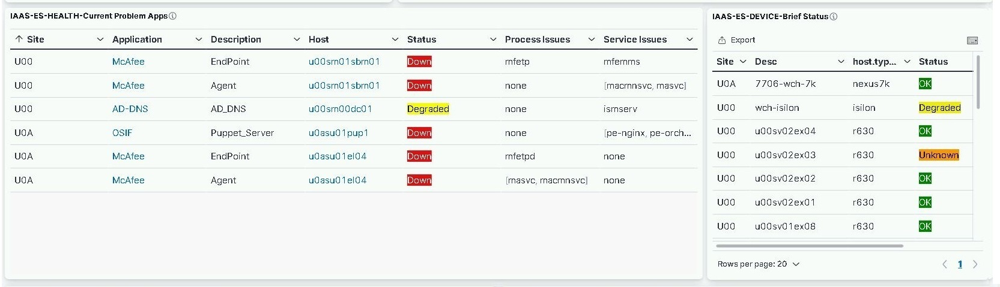 IAAS-ES-HEALTH-Current Problem Apps
Site Application Description Host Status Process Issues Service Issues
U00 McAfee EndPoint u00sm01sbm01 Down mfetp mfemms
U00 McAfee Agent u00sm01sbm01 Down none [macmnsvc, masvc]
U00 AD-DNS AD_DNS u00sm00dc01 Degraded none ismserv
U0A OSIF Puppet_Server u0asu01pup1 Down none [pe-nginx, pe-orch...
U0A McAfee EndPoint u0asu01el04 Down mfetpd none
U0A McAfee Agent u0asu01el04 Down [masvc, macmnsvc] none
IAAS-ES-DEVICE-Brief Status
Export
Site Desc host.typ... Status
U0A 7706-wch-7k nexus7k OK
U00 wch-isilon isilon Degraded
U00 u00sv02ex04 r630 OK
U00 u00sv02ex03 r630 Unknown
U00 u00sv02ex02 r630 OK
U00 u00sv02ex01 r630 OK
U00 u00sv01ex08 r630 OK
Rows per page: 20 1